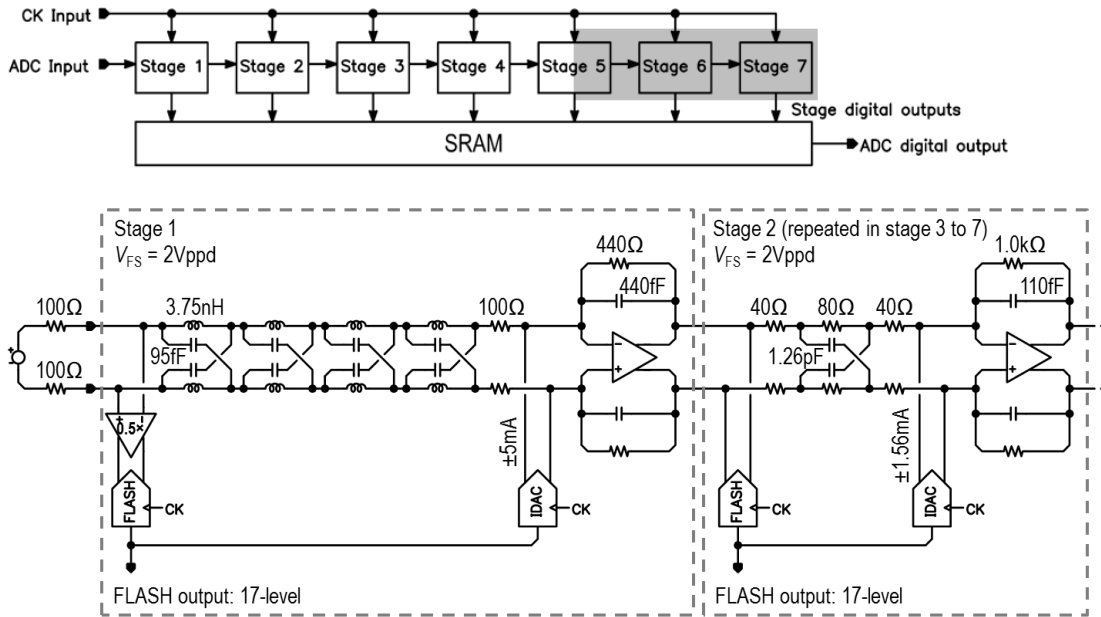 CK Input
ADC Input
Stage 1
Stage 2
Stage 3
Stage 4
Stage 5
Stage 6
Stage 7
Stage digital outputs
SRAM
ADC digital output
Stage 1
V_FS = 2Vppd
100Ω
100Ω
3.75nH
95fF
100Ω
440Ω
440fF
- +
0.5×
±5mA
FLASH
CK
IDAC
CK
FLASH output: 17-level
Stage 2 (repeated in stage 3 to 7)
V_FS = 2Vppd
40Ω
80Ω
40Ω
1.26pF
1.0kΩ
110fF
- +
±1.56mA
FLASH
CK
IDAC
CK
FLASH output: 17-level